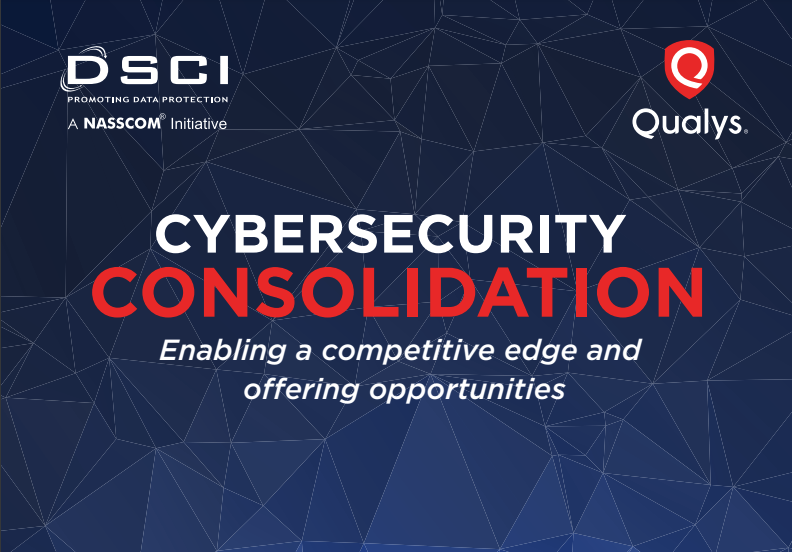 DSCI
PROMOTING DATA PROTECTION
A NASSCOM® Initiative
Qualys.
CYBERSECURITY
CONSOLIDATION
Enabling a competitive edge and
offering opportunities